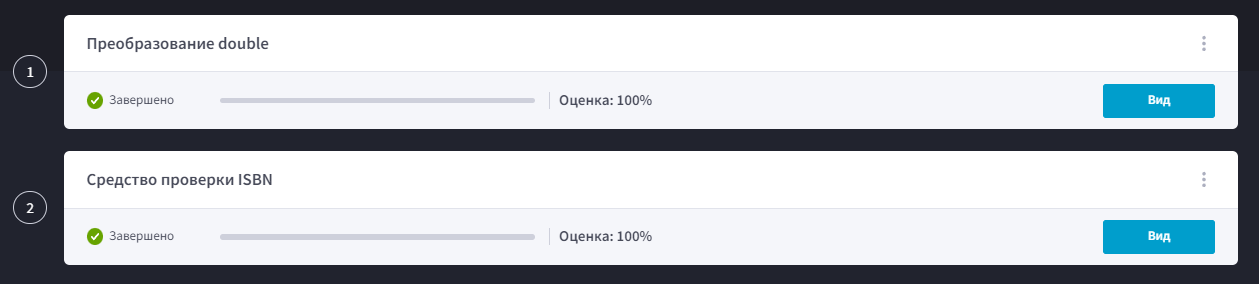 Преобразование double
1
Завершено
Оценка: 100%
Вид
Средство проверки ISBN
2
Завершено
Оценка: 100%
Вид